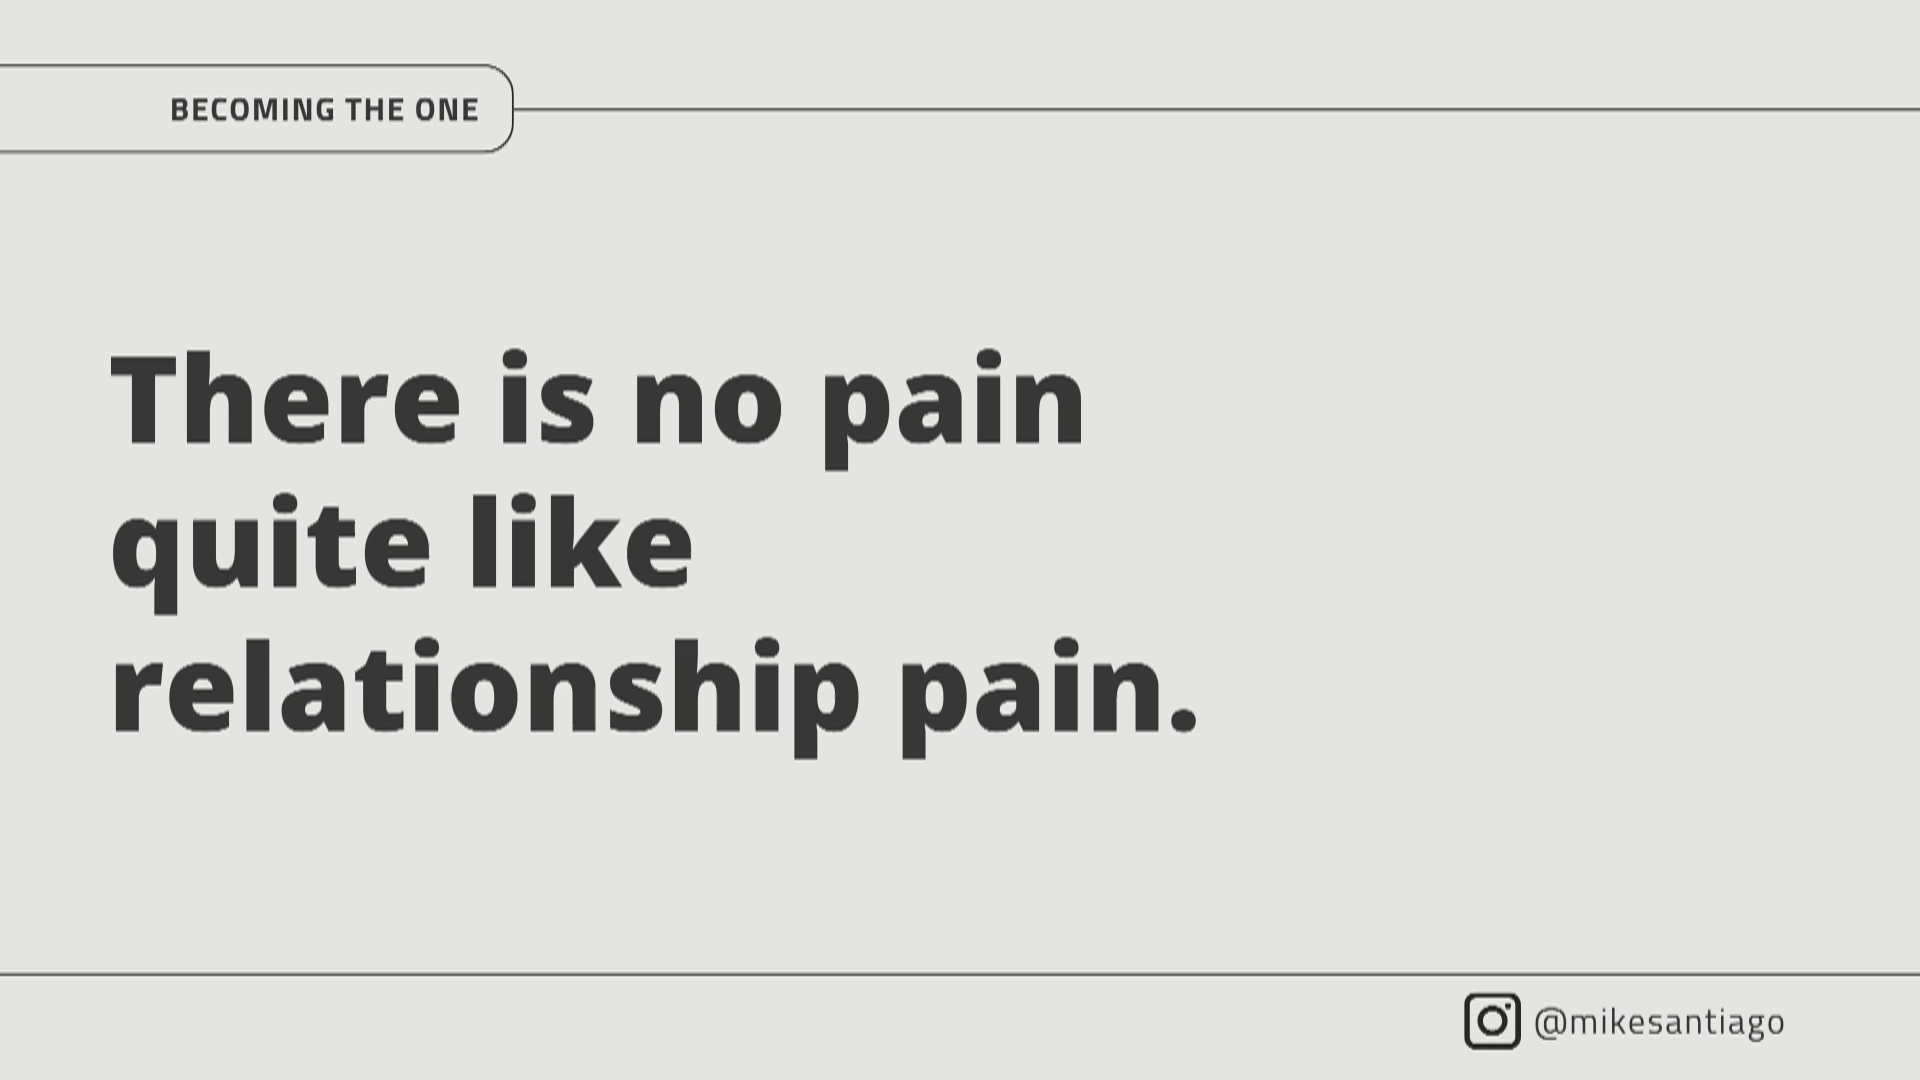 BECOMING THE ONE
There is no pain
quite like
relationship pain.
@mikesantiago